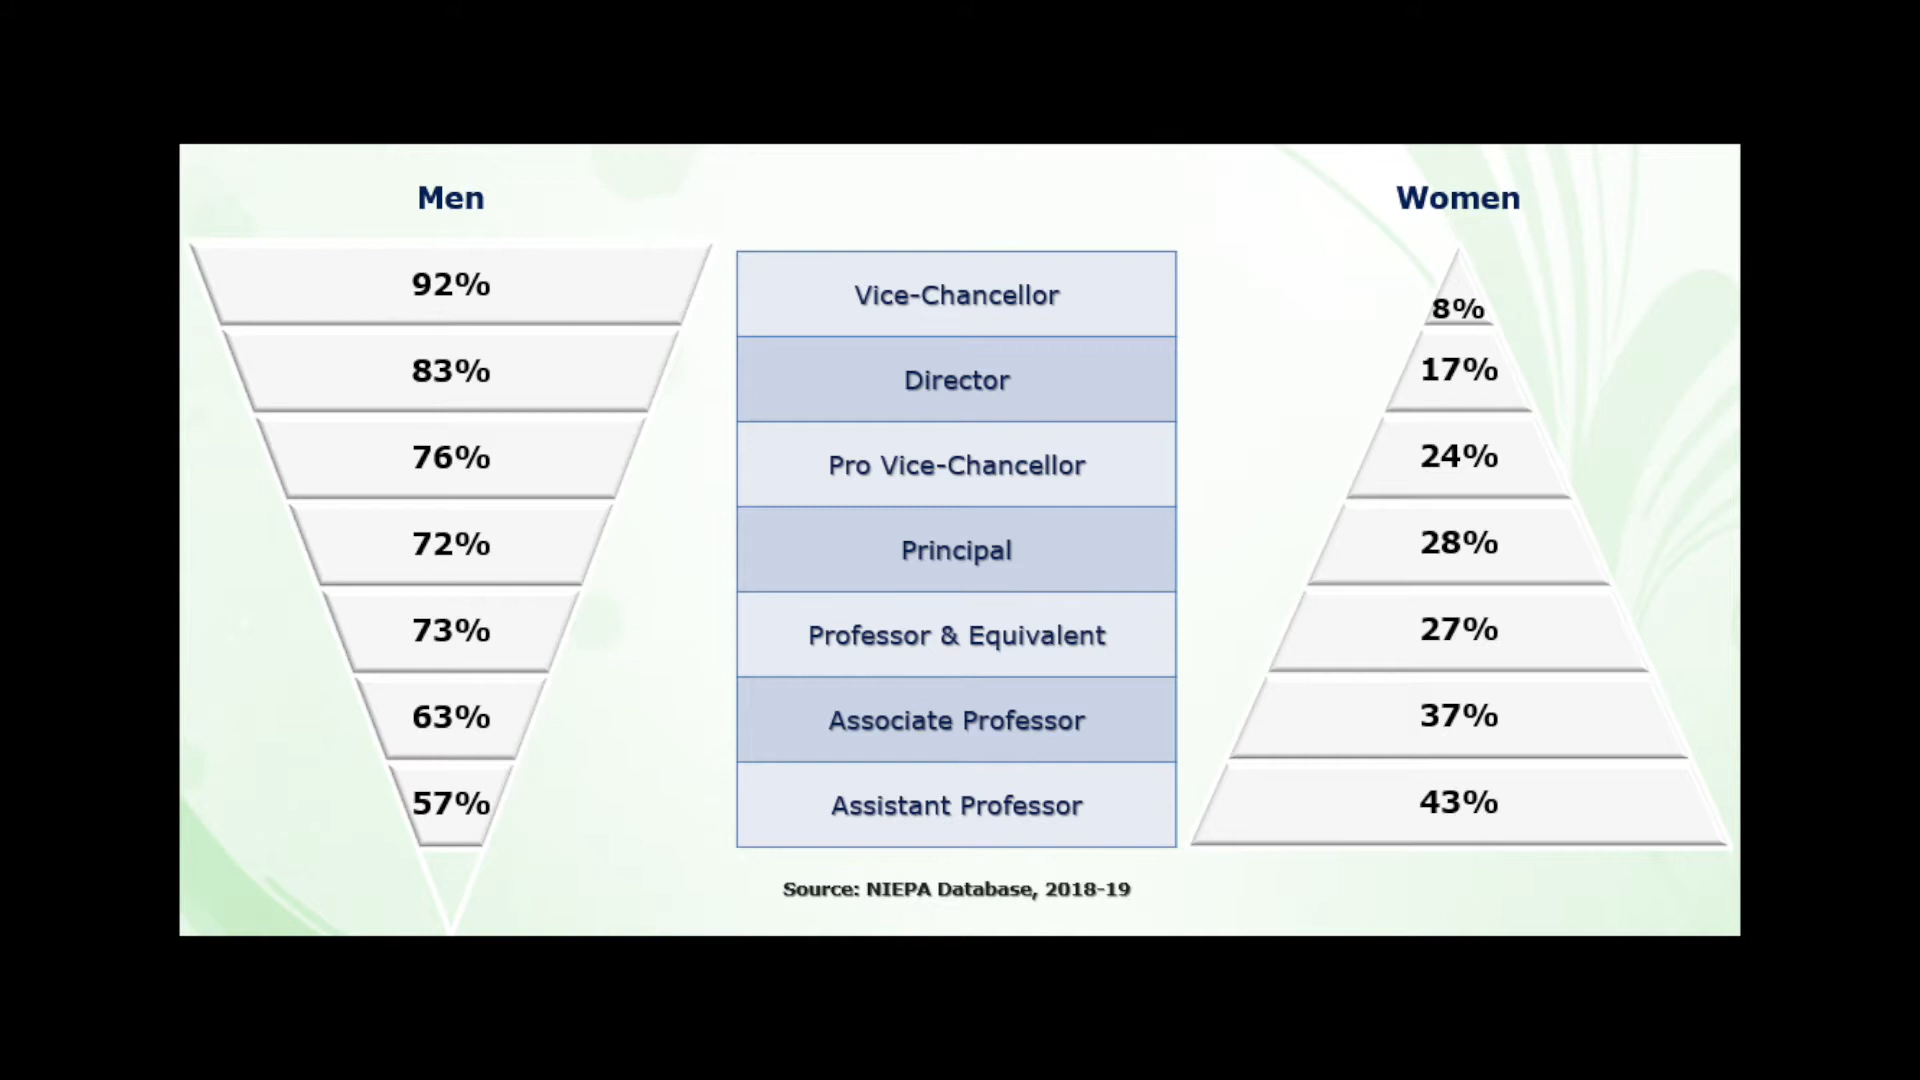 Men
Women
92%
Vice-Chancellor
8%
83%
Director
17%
76%
Pro Vice-Chancellor
24%
72%
Principal
28%
73%
Professor & Equivalent
27%
63%
Associate Professor
37%
57%
Assistant Professor
43%
Source: NIEPA Database, 2018-19